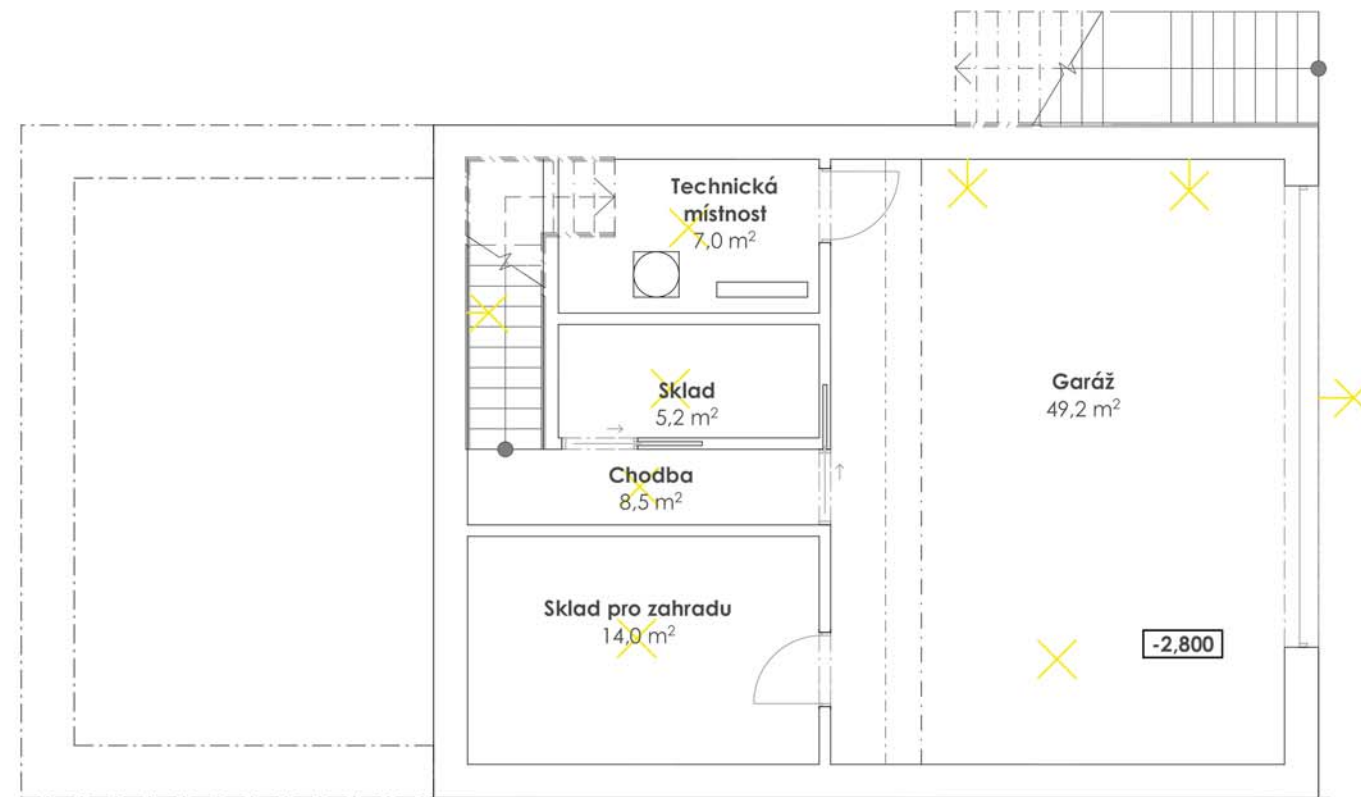 Technická
místnost
7,0 m²
Sklad
5,2 m²
Garáž
49,2 m²
Chodba
8,5 m²
Sklad pro zahradu
14,0 m²
-2,800